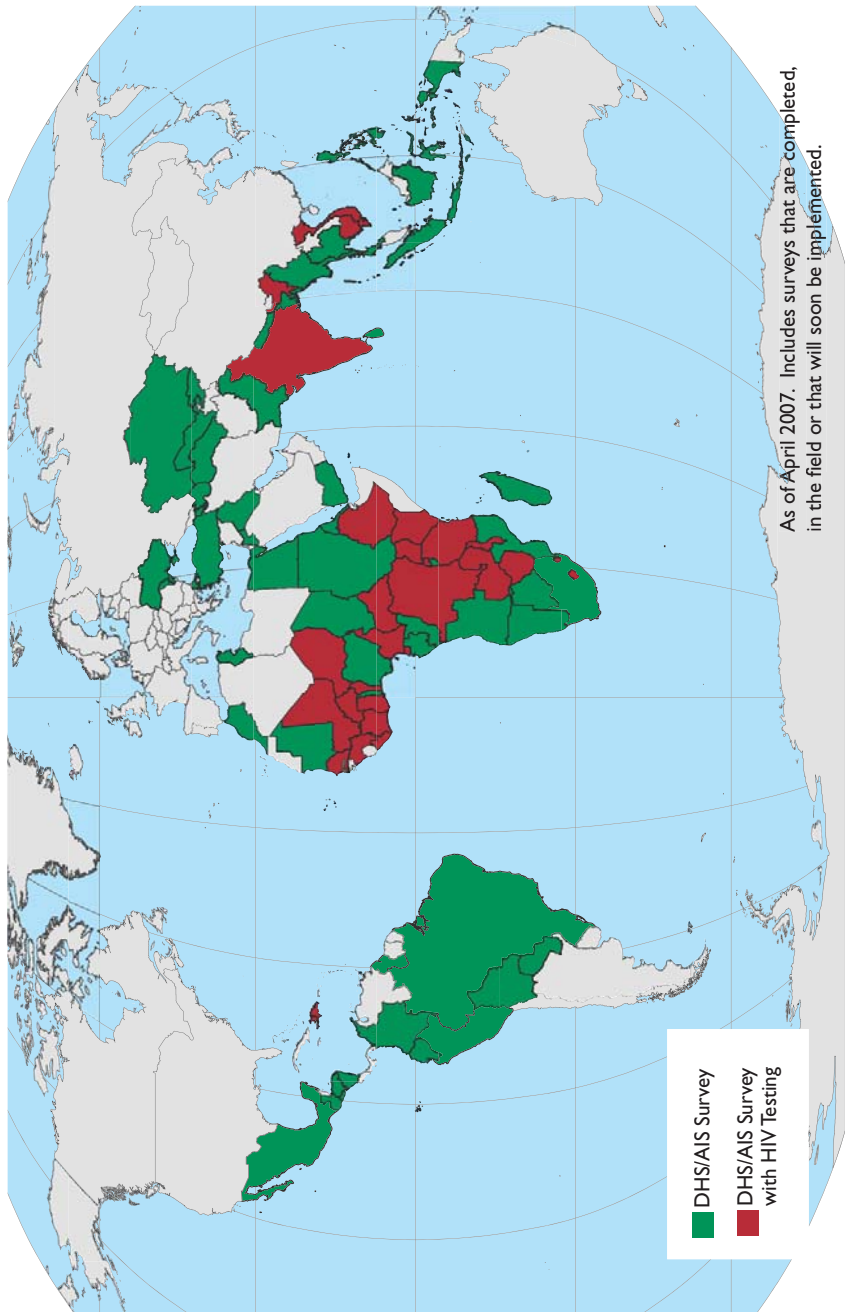 As of April 2007.  Includes surveys that are completed,
in the field or that will soon be implemented.
DHS/AIS Survey
DHS/AIS Survey
with HIV Testing